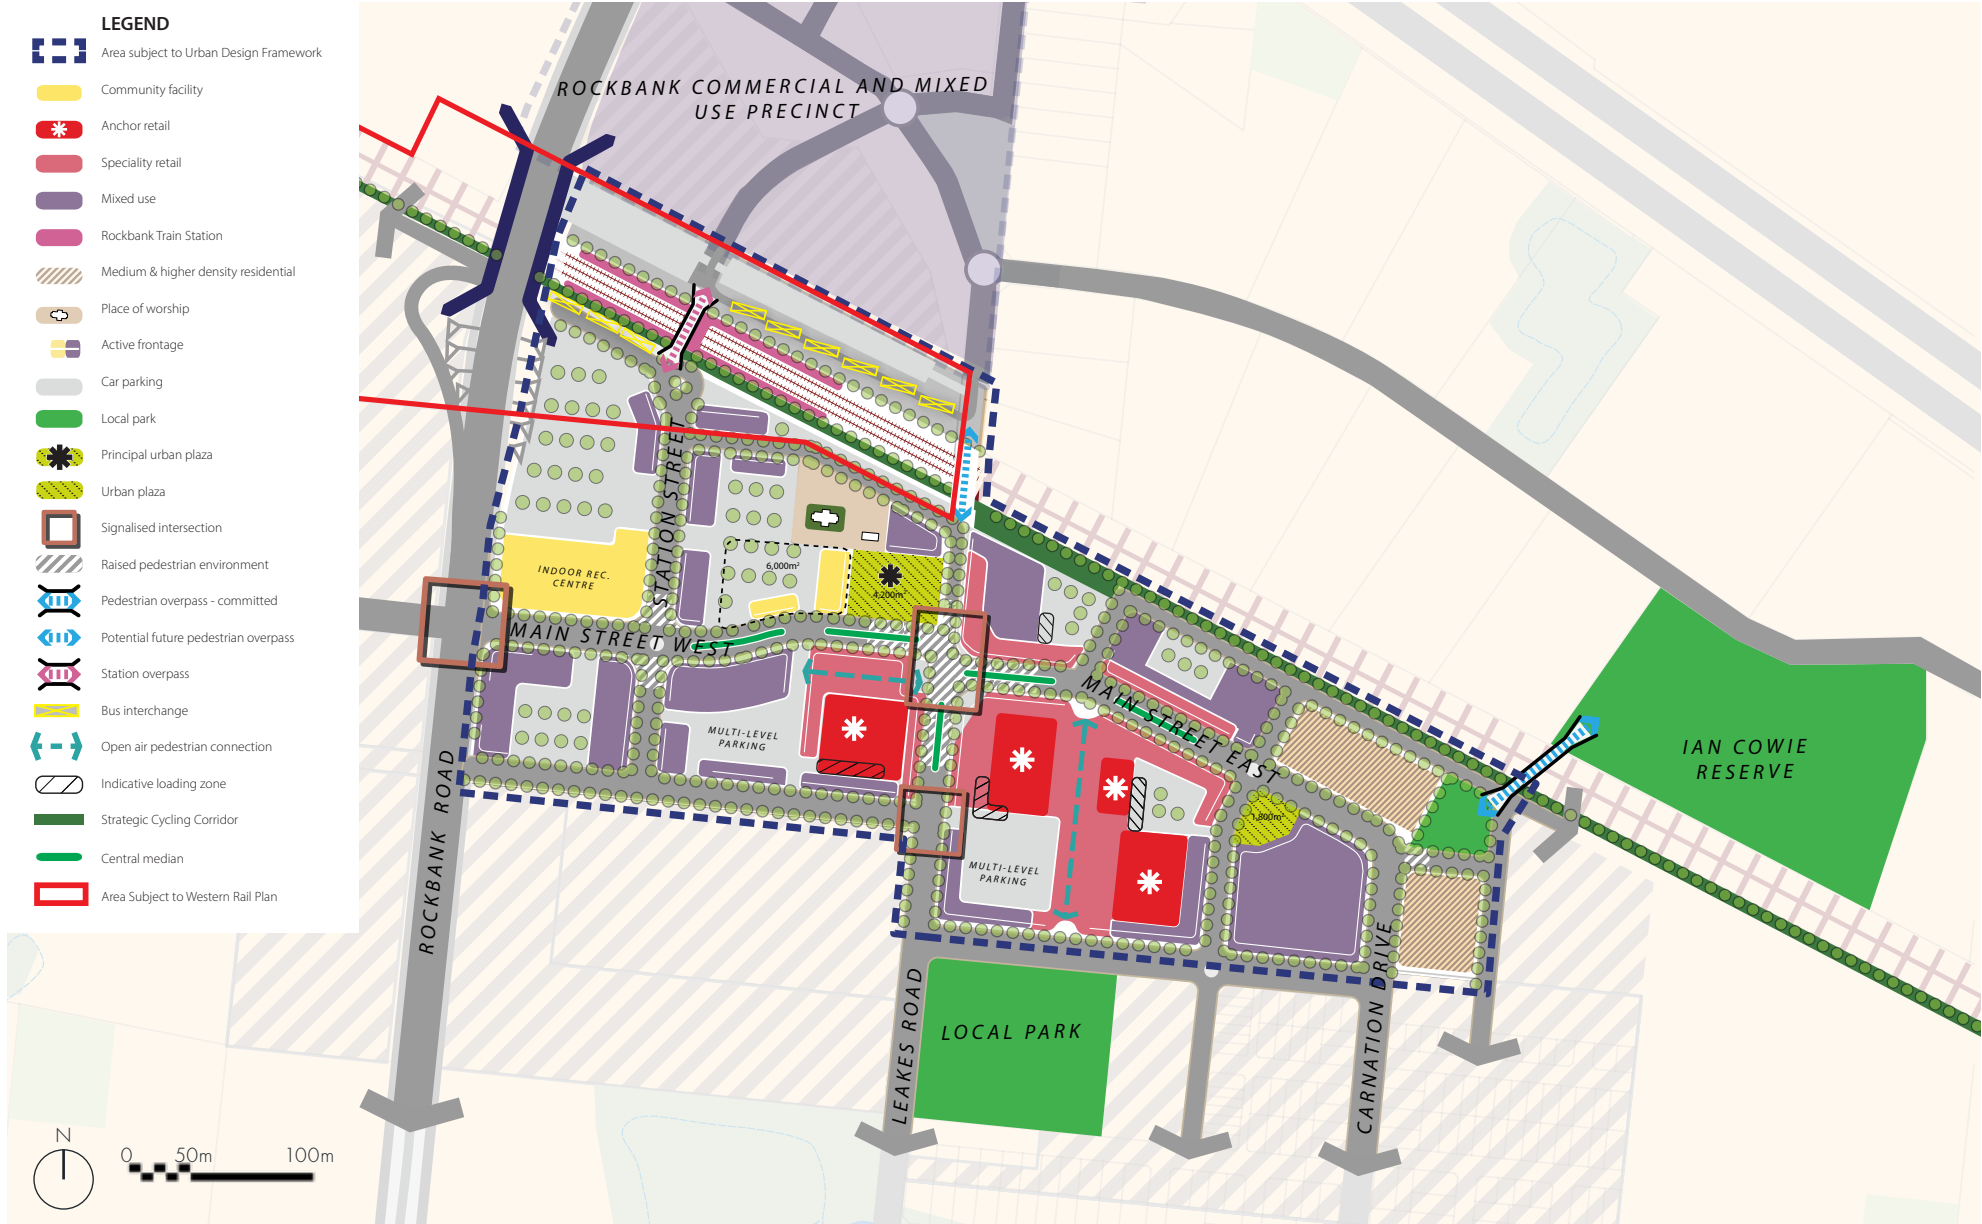 LEGEND
Area subject to Urban Design Framework
Community facility
Anchor retail
Speciality retail
Mixed use
Rockbank Train Station
Medium & higher density residential
Place of worship
Active frontage
Car parking
Local park
Principal urban plaza
Urban plaza
Signalised intersection
Raised pedestrian environment
Pedestrian overpass - committed
Potential future pedestrian overpass
Station overpass
Bus interchange
Open air pedestrian connection
Indicative loading zone
Strategic Cycling Corridor
Central median
Area Subject to Western Rail Plan
N
0 50m 100m
ROCKBANK COMMERCIAL AND MIXED
USE PRECINCT
STATION STREET
INDOOR REC.
CENTRE
6,000m²
4,200m²
MAIN STREET WEST
MULTI-LEVEL
PARKING
MAIN STREET EAST
1,800m²
MULTI-LEVEL
PARKING
IAN COWIE
RESERVE
ROCKBANK ROAD
LEAKES ROAD
LOCAL PARK
CARNATION DRIVE